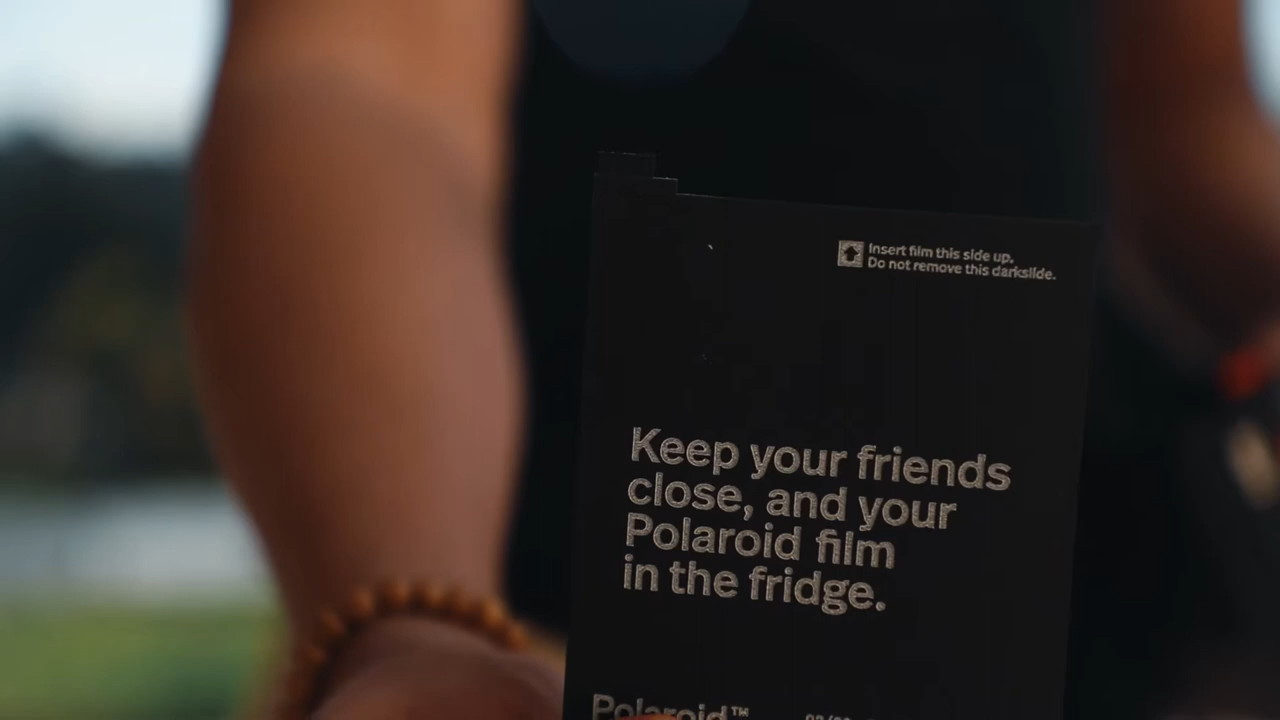 Insert film this side up.
Do not remove this darkslide.
Keep your friends
close, and your
Polaroid film
in the fridge.
Polaroid™